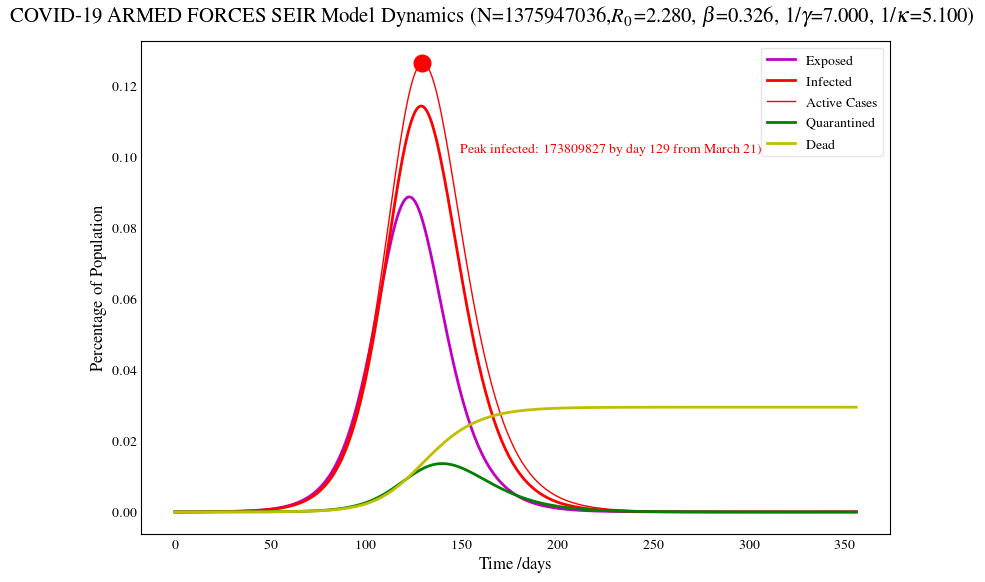 COVID-19 ARMED FORCES SEIR Model Dynamics (N=1375947036,R₀=2.280, β=0.326, 1/γ=7.000, 1/κ=5.100)
Exposed
Infected
Active Cases
Quarantined
Dead
Peak infected: 173809827 by day 129 from March 21)
Percentage of Population
0.12
0.10
0.08
0.06
0.04
0.02
0.00
0 50 100 150 200 250 300 350
Time /days